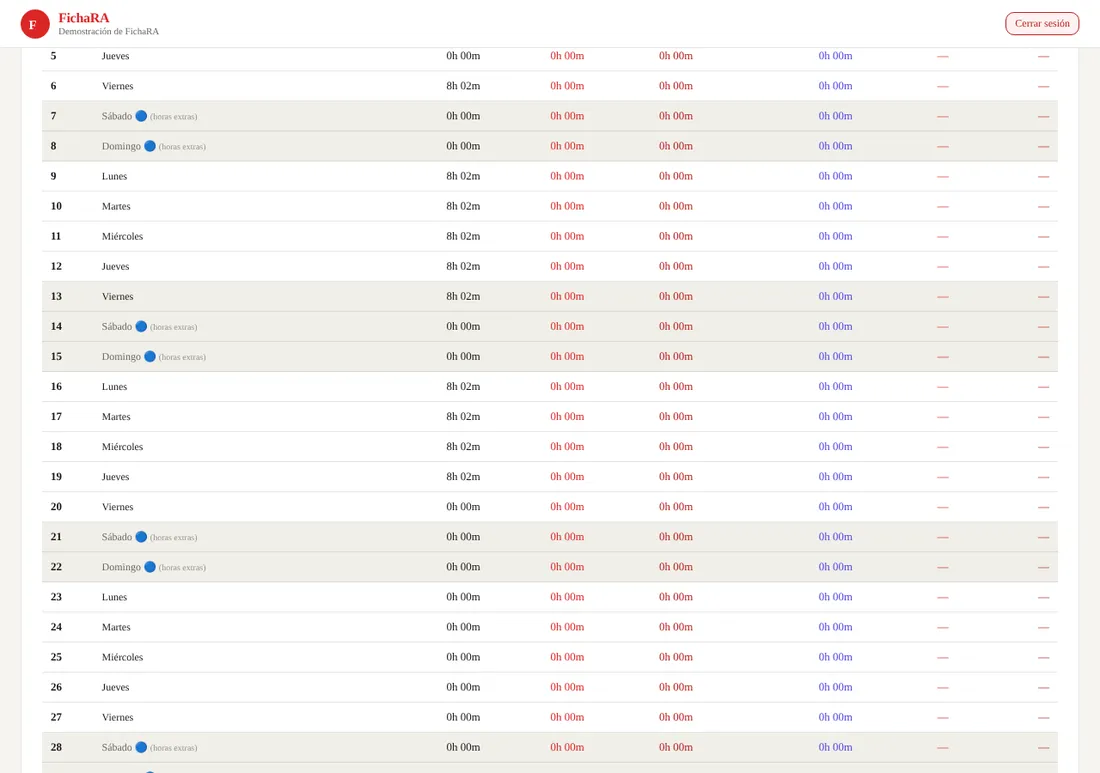 F
FichaRA
Demostración de FichaRA
Cerrar sesión
5 Jueves 0h 00m 0h 00m 0h 00m 0h 00m — —
6 Viernes 8h 02m 0h 00m 0h 00m 0h 00m — —
7 Sábado 🔵 (horas extras) 0h 00m 0h 00m 0h 00m 0h 00m — —
8 Domingo 🔵 (horas extras) 0h 00m 0h 00m 0h 00m 0h 00m — —
9 Lunes 8h 02m 0h 00m 0h 00m 0h 00m — —
10 Martes 8h 02m 0h 00m 0h 00m 0h 00m — —
11 Miércoles 8h 02m 0h 00m 0h 00m 0h 00m — —
12 Jueves 8h 02m 0h 00m 0h 00m 0h 00m — —
13 Viernes 8h 02m 0h 00m 0h 00m 0h 00m — —
14 Sábado 🔵 (horas extras) 0h 00m 0h 00m 0h 00m 0h 00m — —
15 Domingo 🔵 (horas extras) 0h 00m 0h 00m 0h 00m 0h 00m — —
16 Lunes 8h 02m 0h 00m 0h 00m 0h 00m — —
17 Martes 8h 02m 0h 00m 0h 00m 0h 00m — —
18 Miércoles 8h 02m 0h 00m 0h 00m 0h 00m — —
19 Jueves 8h 02m 0h 00m 0h 00m 0h 00m — —
20 Viernes 0h 00m 0h 00m 0h 00m 0h 00m — —
21 Sábado 🔵 (horas extras) 0h 00m 0h 00m 0h 00m 0h 00m — —
22 Domingo 🔵 (horas extras) 0h 00m 0h 00m 0h 00m 0h 00m — —
23 Lunes 0h 00m 0h 00m 0h 00m 0h 00m — —
24 Martes 0h 00m 0h 00m 0h 00m 0h 00m — —
25 Miércoles 0h 00m 0h 00m 0h 00m 0h 00m — —
26 Jueves 0h 00m 0h 00m 0h 00m 0h 00m — —
27 Viernes 0h 00m 0h 00m 0h 00m 0h 00m — —
28 Sábado 🔵 (horas extras) 0h 00m 0h 00m 0h 00m 0h 00m — —